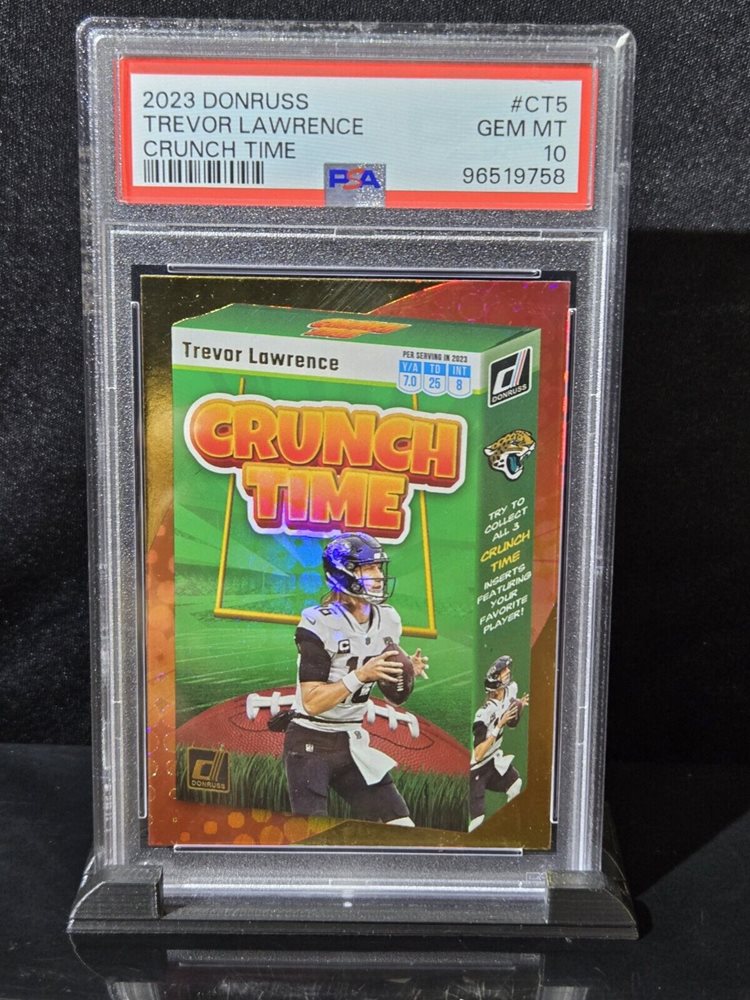 2023 DONRUSS #CT5
TREVOR LAWRENCE GEM MT
CRUNCH TIME 10
PSA 96519758
Trevor Lawrence
PER SERVING IN 2023
Y/A TD INT
7.0 25 8
DONRUSS
CRUNCH
TIME
TRY TO
COLLECT
ALL 3
CRUNCH
TIME
INSERTS
FEATURING
YOUR
FAVORITE
PLAYER!
16
C
DONRUSS